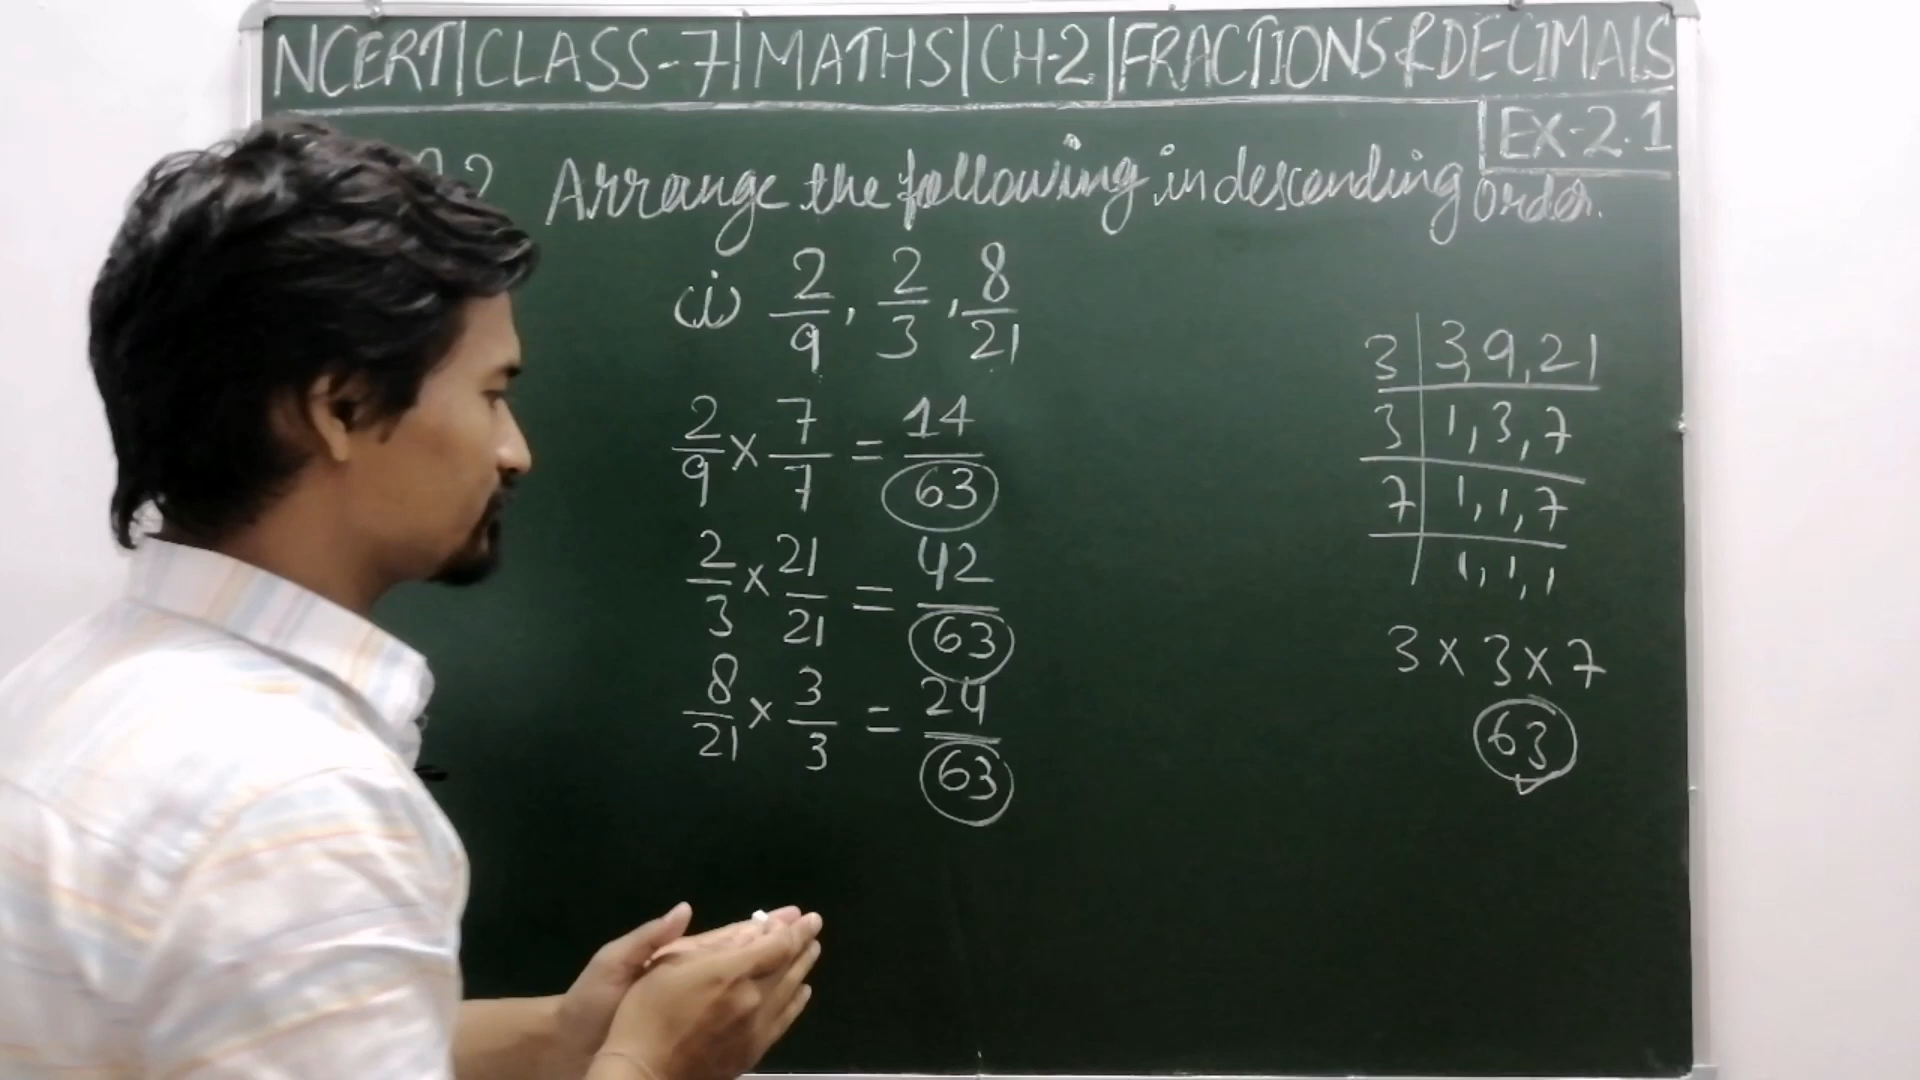 NCERT|CLASS-7|MATHS|CH-2|FRACTIONS & DECIMALS
EX-2.1
2 Arrange the following in descending order.
(i) 2/9, 2/3, 8/21
2/9 × 7/7 = 14/63
2/3 × 21/21 = 42/63
8/21 × 3/3 = 24/63
3 | 3, 9, 21
3 | 1, 3, 7
7 | 1, 1, 7
| 1, 1, 1
3 × 3 × 7
63